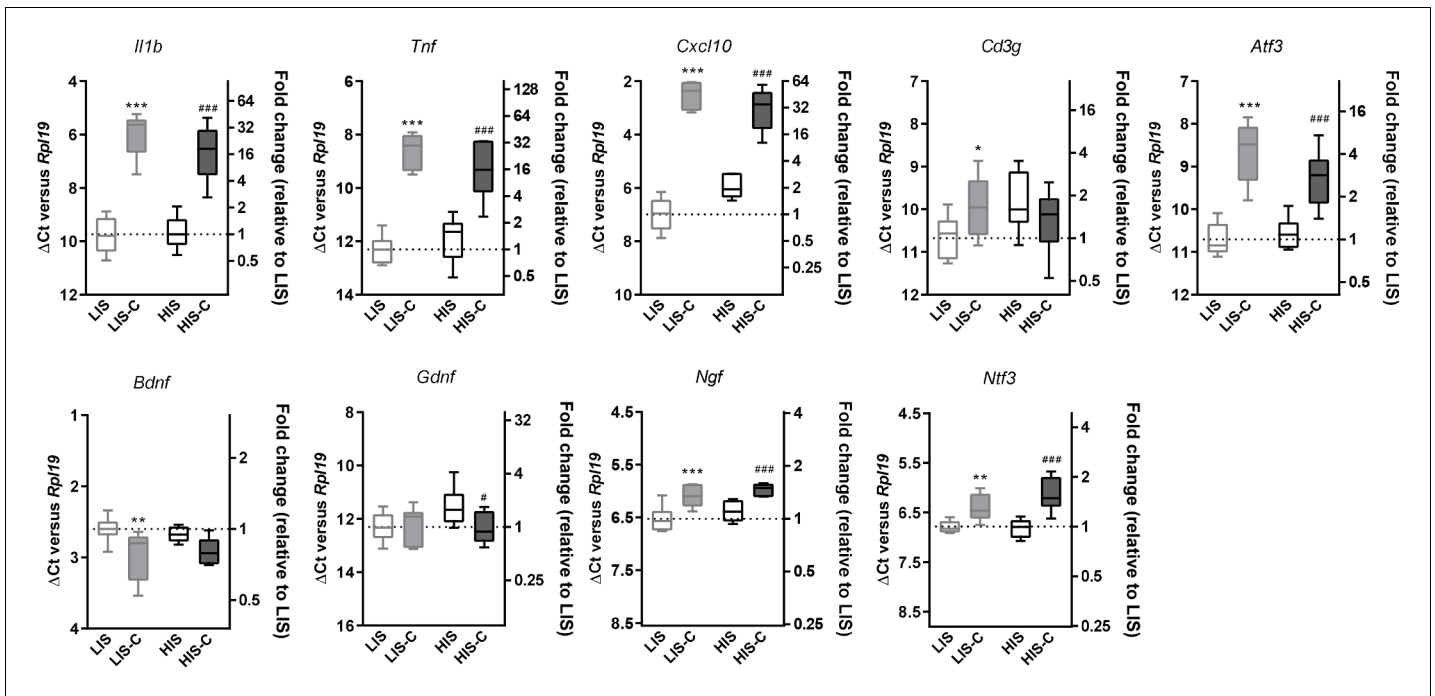 Il1b
ΔCt versus Rpl19
4
6
8
10
12
***
###
64
32
16
4
2
1
0.5
Fold change (relative to LIS)
LIS
LIS-C
HIS
HIS-C
Tnf
ΔCt versus Rpl19
6
8
10
12
14
***
###
128
64
32
16
4
2
1
0.5
Fold change (relative to LIS)
LIS
LIS-C
HIS
HIS-C
Cxcl10
ΔCt versns Rpl19
2
4
6
8
10
***
###
64
32
16
4
2
1
0.5
0.25
Fold change (relative to LIS)
LIS
LIS-C
HIS
HIS-C
Cd3g
ΔCt versus Rpl19
7
8
9
10
11
12
*
16
4
2
1
0.5
Fold change (relative to LIS)
LIS
LIS-C
HIS
HIS-C
Atf3
ΔCt versns Rpl19
7
8
9
10
11
12
***
###
16
4
2
1
0.5
Fold change (relative to LIS)
LIS
LIS-C
HIS
HIS-C
Bdnf
ΔCt versus Rpl19
1
2
3
4
**
2
1
0.5
Fold change (relative to LIS)
LIS
LIS-C
HIS
HIS-C
Gdnf
ΔCt versus Rpl19
8
10
12
14
16
#
32
4
1
0.25
Fold change (relative to LIS)
LIS
LIS-C
HIS
HIS-C
Ngf
ΔCt versus Rpl19
4.5
5.5
6.5
7.5
8.5
***
###
4
2
1
0.5
0.25
Fold change (relative to LIS)
LIS
LIS-C
HIS
HIS-C
Ntf3
ΔCt versus Rpl19
4.5
5.5
6.5
7.5
8.5
**
###
4
2
1
0.5
0.25
Fold change (relative to LIS)
LIS
LIS-C
HIS
HIS-C